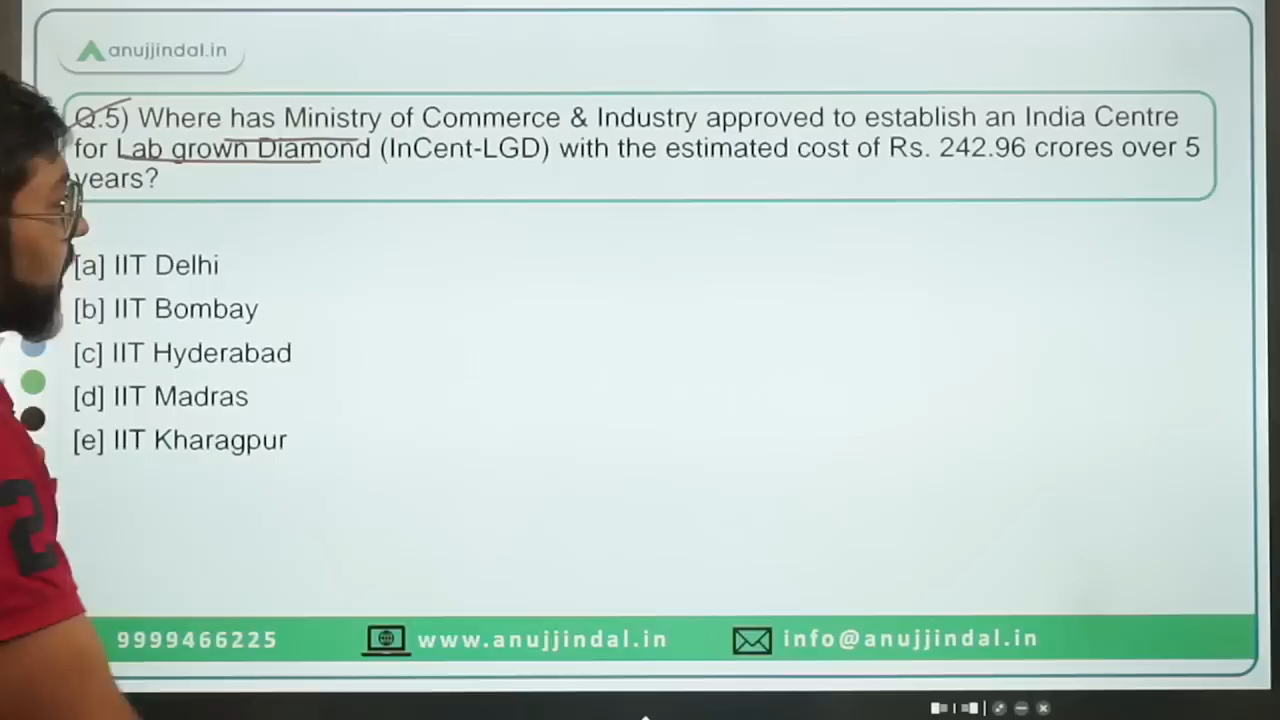 anujjindal.in
Q.5) Where has Ministry of Commerce & Industry approved to establish an India Centre
for Lab grown Diamond (InCent-LGD) with the estimated cost of Rs. 242.96 crores over 5
years?
[a] IIT Delhi
[b] IIT Bombay
[c] IIT Hyderabad
[d] IIT Madras
[e] IIT Kharagpur
9999466225 www.anujjindal.in info@anujjindal.in
2